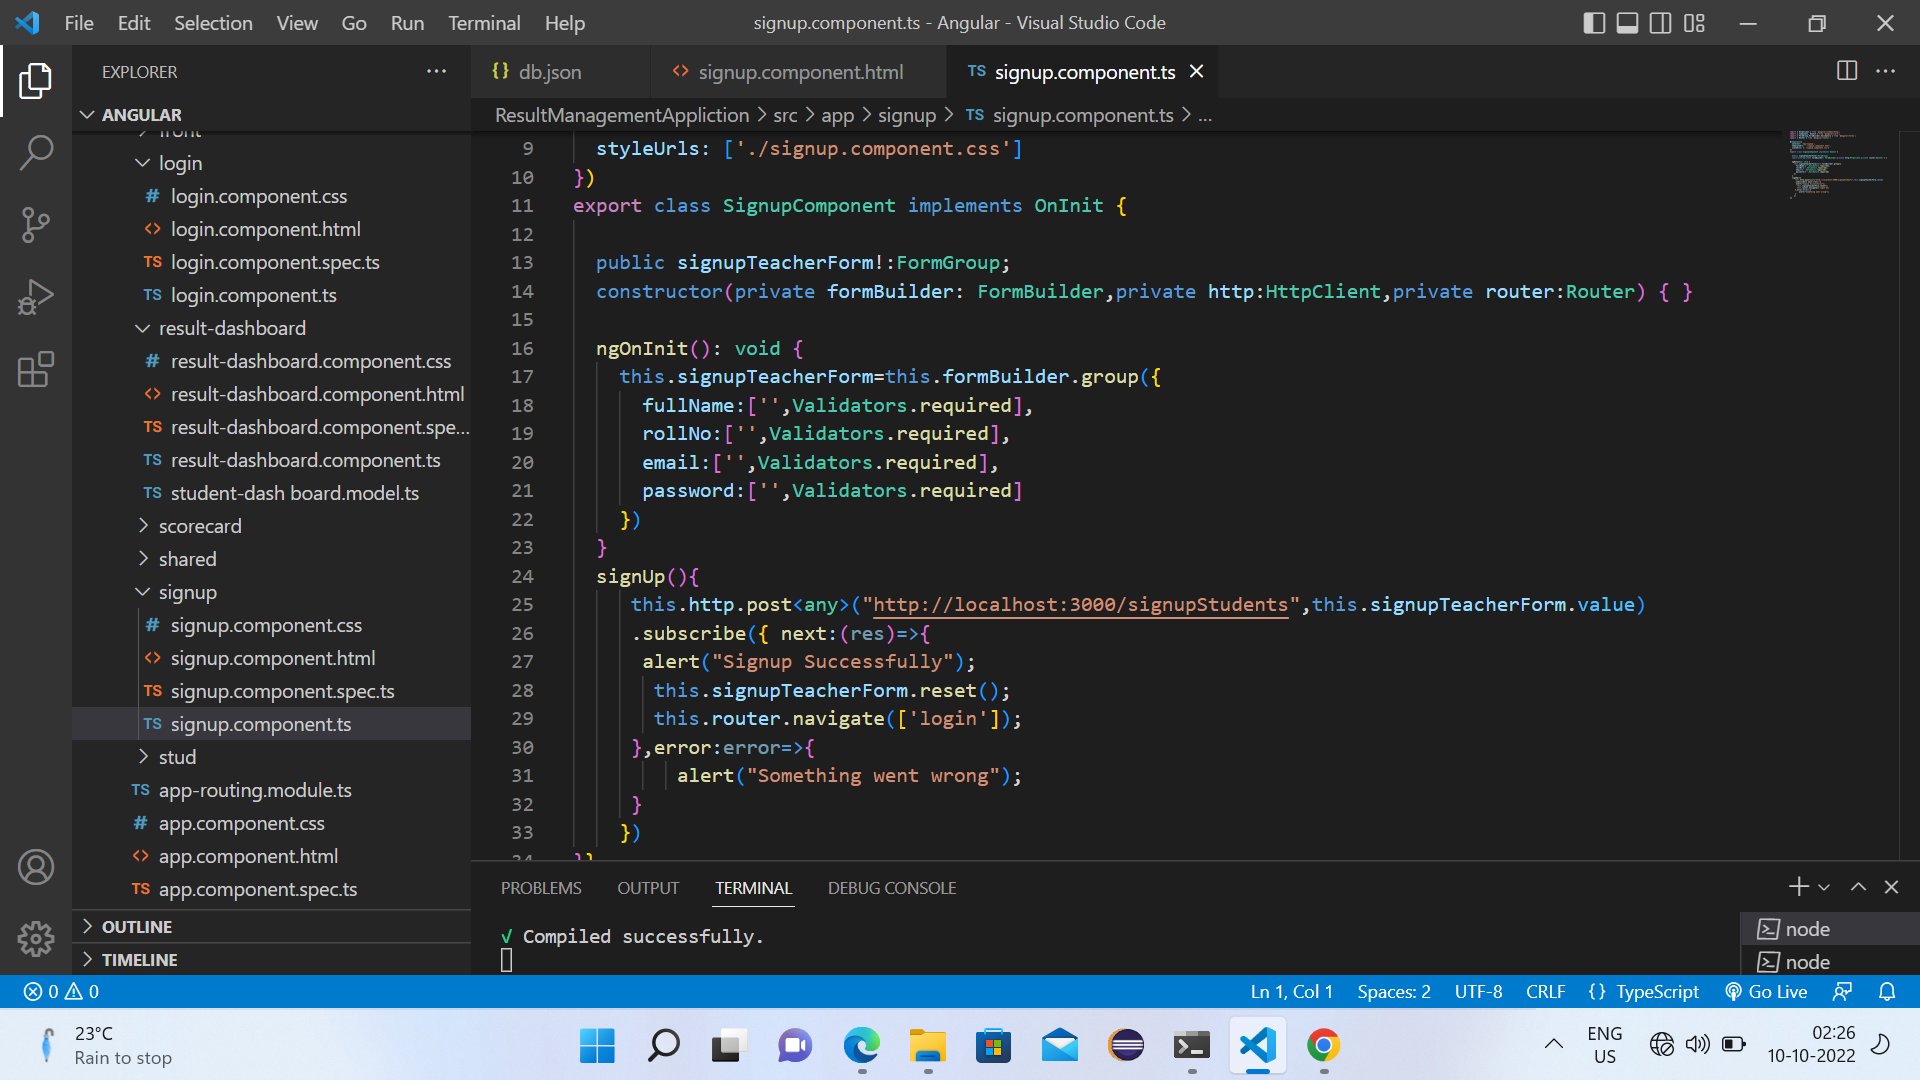 File Edit Selection View Go Run Terminal Help
signup.component.ts - Angular - Visual Studio Code
EXPLORER
ANGULAR
front
login
# login.component.css
<> login.component.html
TS login.component.spec.ts
TS login.component.ts
result-dashboard
# result-dashboard.component.css
<> result-dashboard.component.html
TS result-dashboard.component.spe...
TS result-dashboard.component.ts
TS student-dash board.model.ts
scorecard
shared
signup
# signup.component.css
<> signup.component.html
TS signup.component.spec.ts
TS signup.component.ts
stud
TS app-routing.module.ts
# app.component.css
<> app.component.html
TS app.component.spec.ts
OUTLINE
TIMELINE
{} db.json
<> signup.component.html
TS signup.component.ts
ResultManagementAppliction > src > app > signup > TS signup.component.ts > ...
9 styleUrls: ['./signup.component.css']
10 })
11 export class SignupComponent implements OnInit {
12
13 public signupTeacherForm!:FormGroup;
14 constructor(private formBuilder: FormBuilder,private http:HttpClient,private router:Router) { }
15
16 ngOnInit(): void {
17 this.signupTeacherForm=this.formBuilder.group({
18 fullName:['',Validators.required],
19 rollNo:['',Validators.required],
20 email:['',Validators.required],
21 password:['',Validators.required]
22 })
23 }
24 signUp(){
25 this.http.post<any>("http://localhost:3000/signupStudents",this.signupTeacherForm.value)
26 .subscribe({ next:(res)=>{
27 alert("Signup Successfully");
28 this.signupTeacherForm.reset();
29 this.router.navigate(['login']);
30 },error:error=>{
31 alert("Something went wrong");
32 }
33 })
34 }}
PROBLEMS OUTPUT TERMINAL DEBUG CONSOLE
√ Compiled successfully.
node
node
0 0
Ln 1, Col 1 Spaces: 2 UTF-8 CRLF {} TypeScript Go Live
23°C
Rain to stop
ENG
US
02:26
10-10-2022